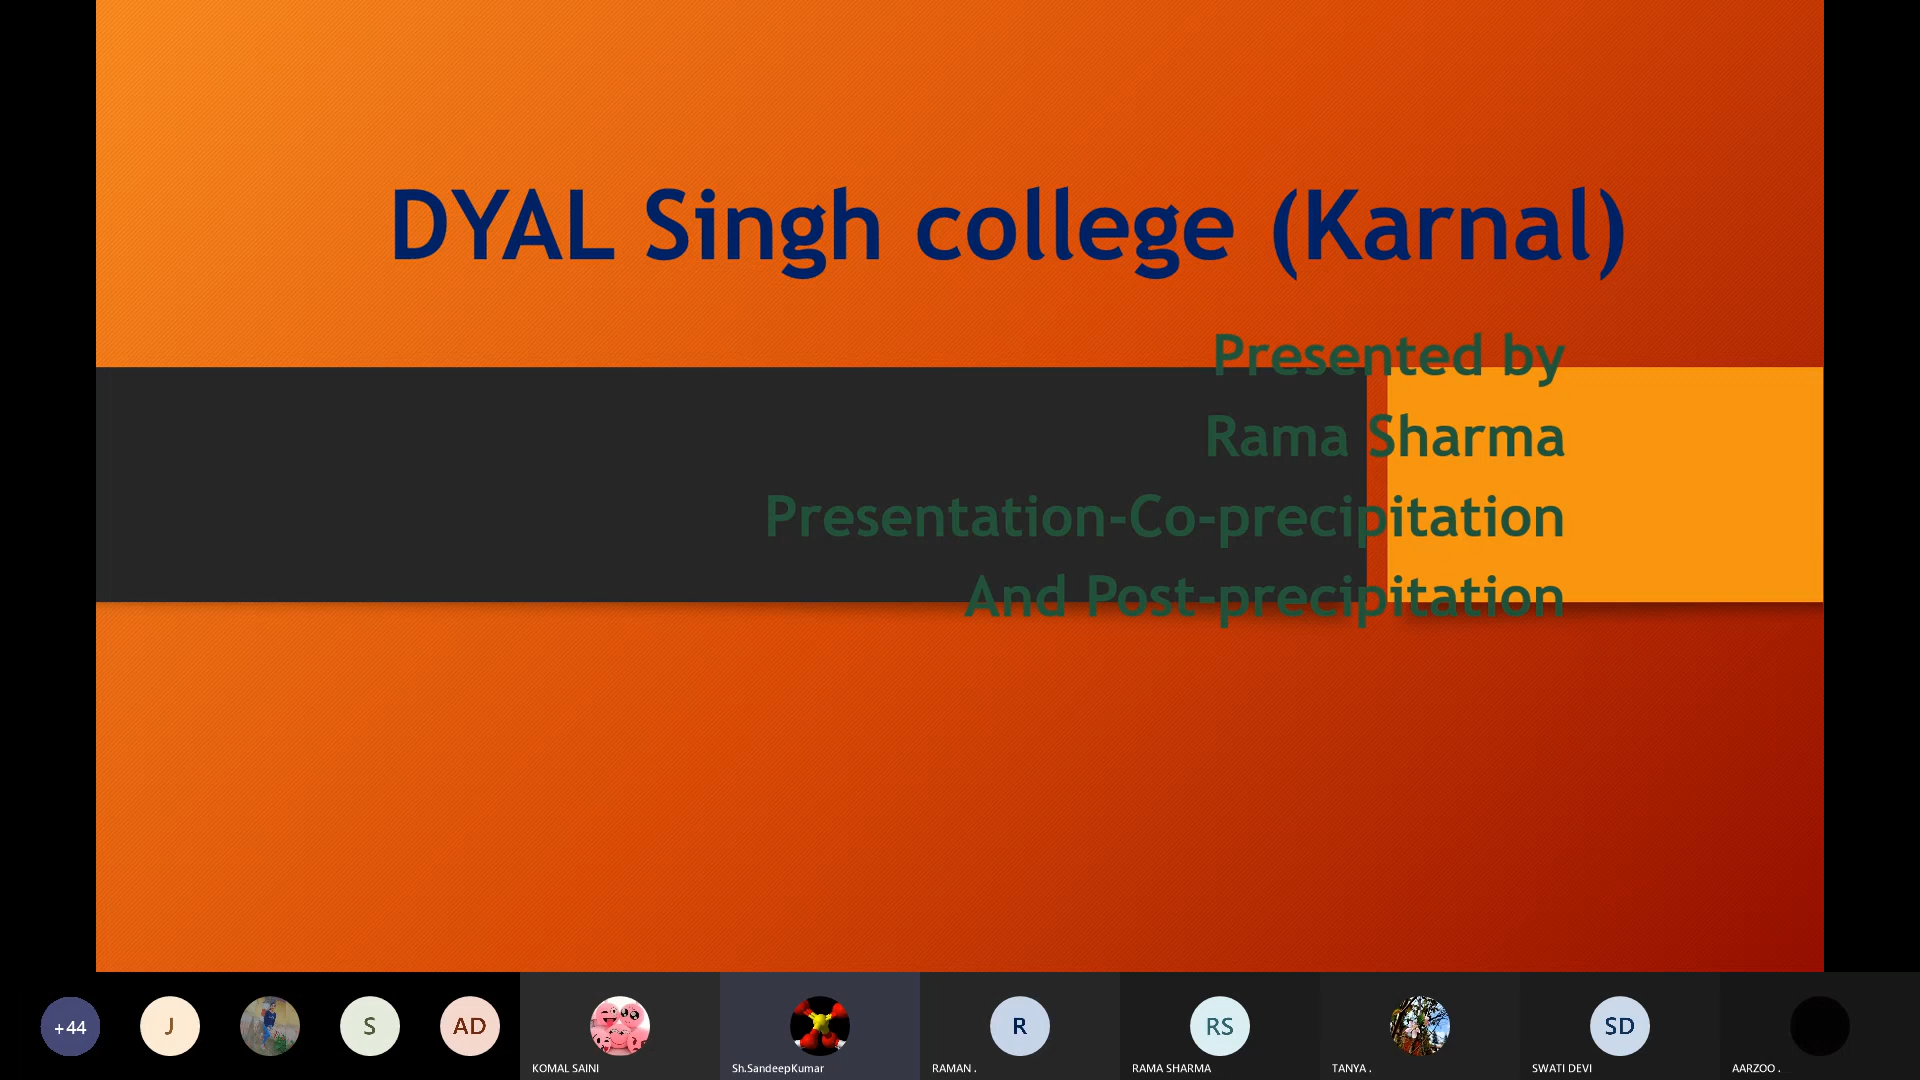 DYAL Singh college (Karnal)
Presented by
Rama Sharma
Presentation-Co-precipitation
And Post-precipitation
+44
J
S
AD
R
RS
SD
KOMAL SAINI
Sh.SandeepKumar
RAMAN .
RAMA SHARMA
TANYA .
SWATI DEVI
AARZOO .